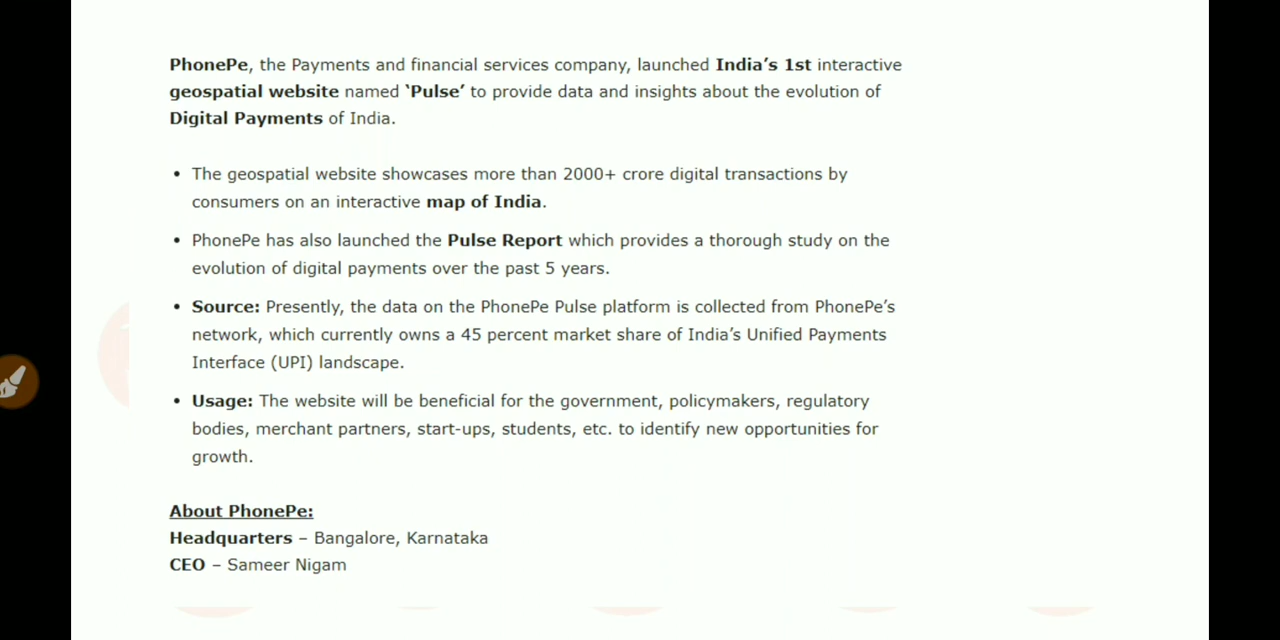 PhonePe, the Payments and financial services company, launched India’s 1st interactive
geospatial website named ‘Pulse’ to provide data and insights about the evolution of
Digital Payments of India.
• The geospatial website showcases more than 2000+ crore digital transactions by
consumers on an interactive map of India.
• PhonePe has also launched the Pulse Report which provides a thorough study on the
evolution of digital payments over the past 5 years.
• Source: Presently, the data on the PhonePe Pulse platform is collected from PhonePe’s
network, which currently owns a 45 percent market share of India’s Unified Payments
Interface (UPI) landscape.
• Usage: The website will be beneficial for the government, policymakers, regulatory
bodies, merchant partners, start-ups, students, etc. to identify new opportunities for
growth.
About PhonePe:
Headquarters – Bangalore, Karnataka
CEO – Sameer Nigam